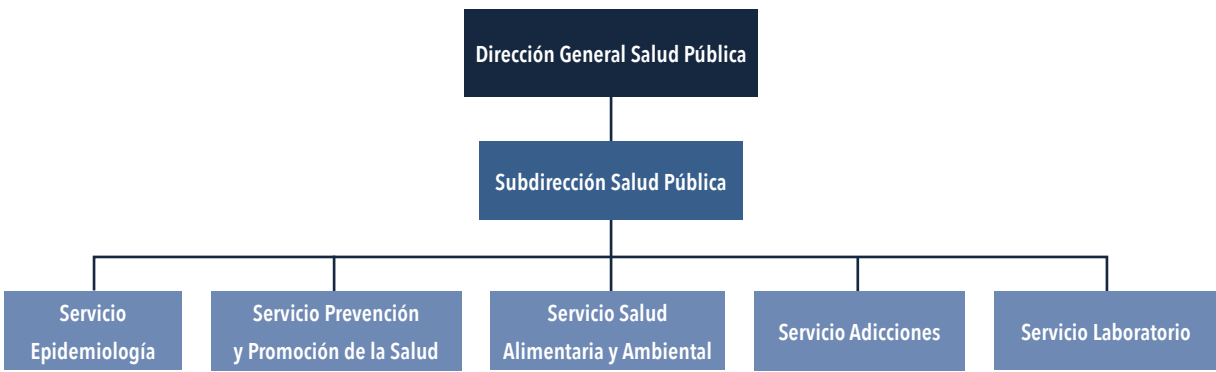 Dirección General Salud Pública
Subdirección Salud Pública
Servicio
Epidemiología
Servicio Prevención
y Promoción de la Salud
Servicio Salud
Alimentaria y Ambiental
Servicio Adicciones
Servicio Laboratorio